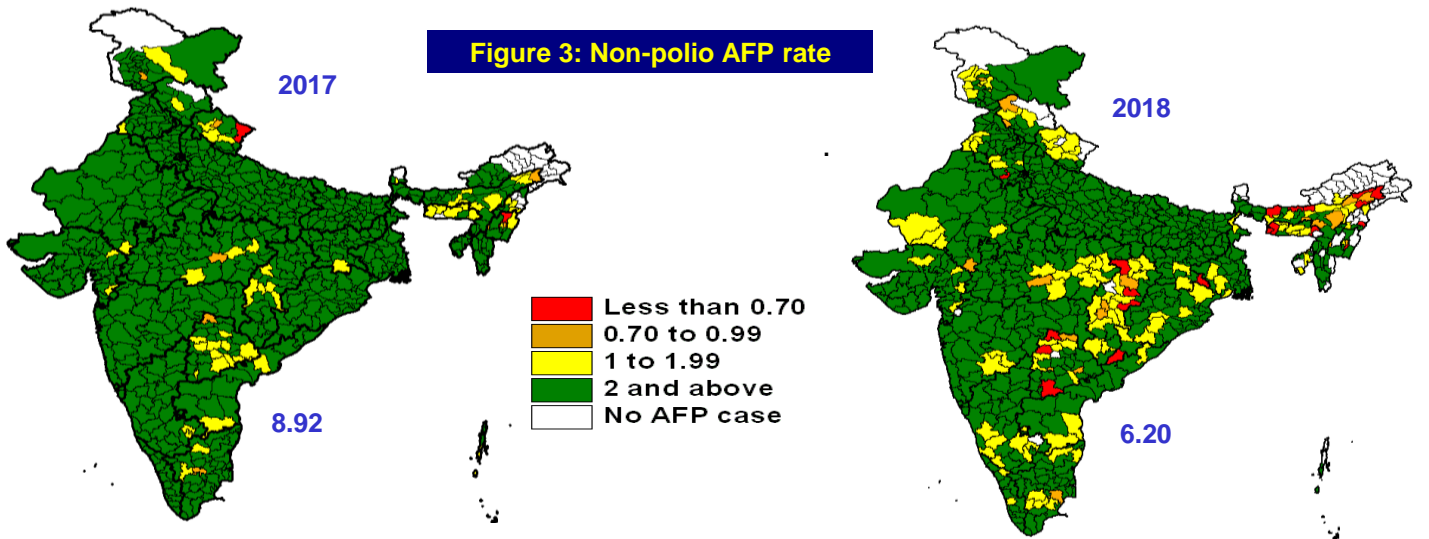 Figure 3: Non-polio AFP rate
2017
2018
Less than 0.70
0.70 to 0.99
1 to 1.99
2 and above
No AFP case
8.92
6.20